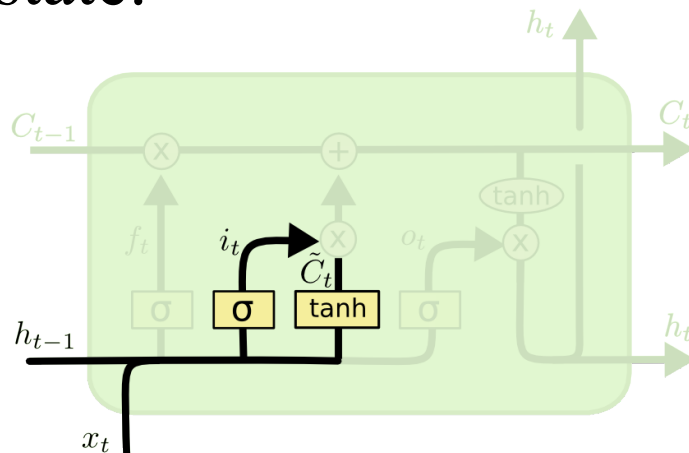 state:
h_t
C_{t-1}
C_t
x
+
tanh
f_t
i_t
x
o_t
x
C̃_t
σ
σ
tanh
σ
h_{t-1}
h_t
x_t